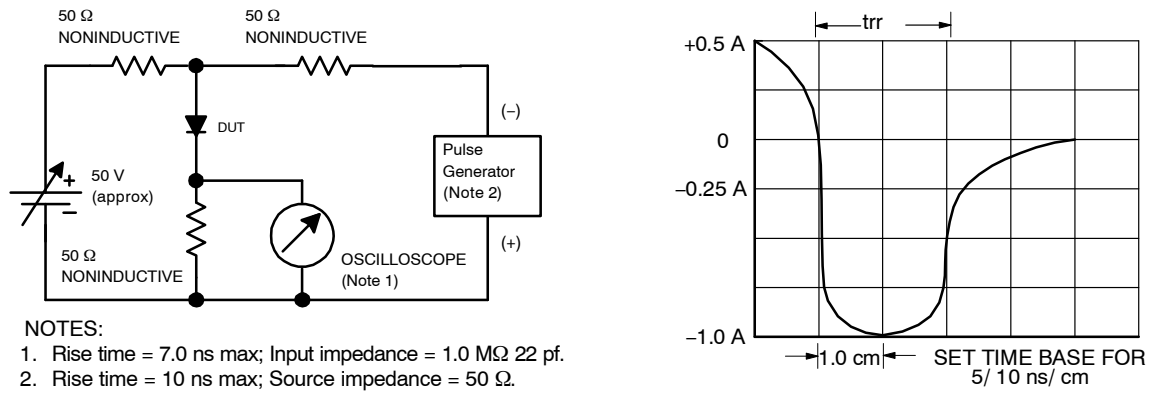 50 Ω
NONINDUCTIVE
50 Ω
NONINDUCTIVE
DUT
+
50 V
(approx)
−
50 Ω
NONINDUCTIVE
OSCILLOSCOPE
(Note 1)
(−)
Pulse
Generator
(Note 2)
(+)
NOTES:
1. Rise time = 7.0 ns max; Input impedance = 1.0 MΩ 22 pf.
2. Rise time = 10 ns max; Source impedance = 50 Ω.
trr
+0.5 A
0
−0.25 A
−1.0 A
1.0 cm
SET TIME BASE FOR
5/ 10 ns/ cm